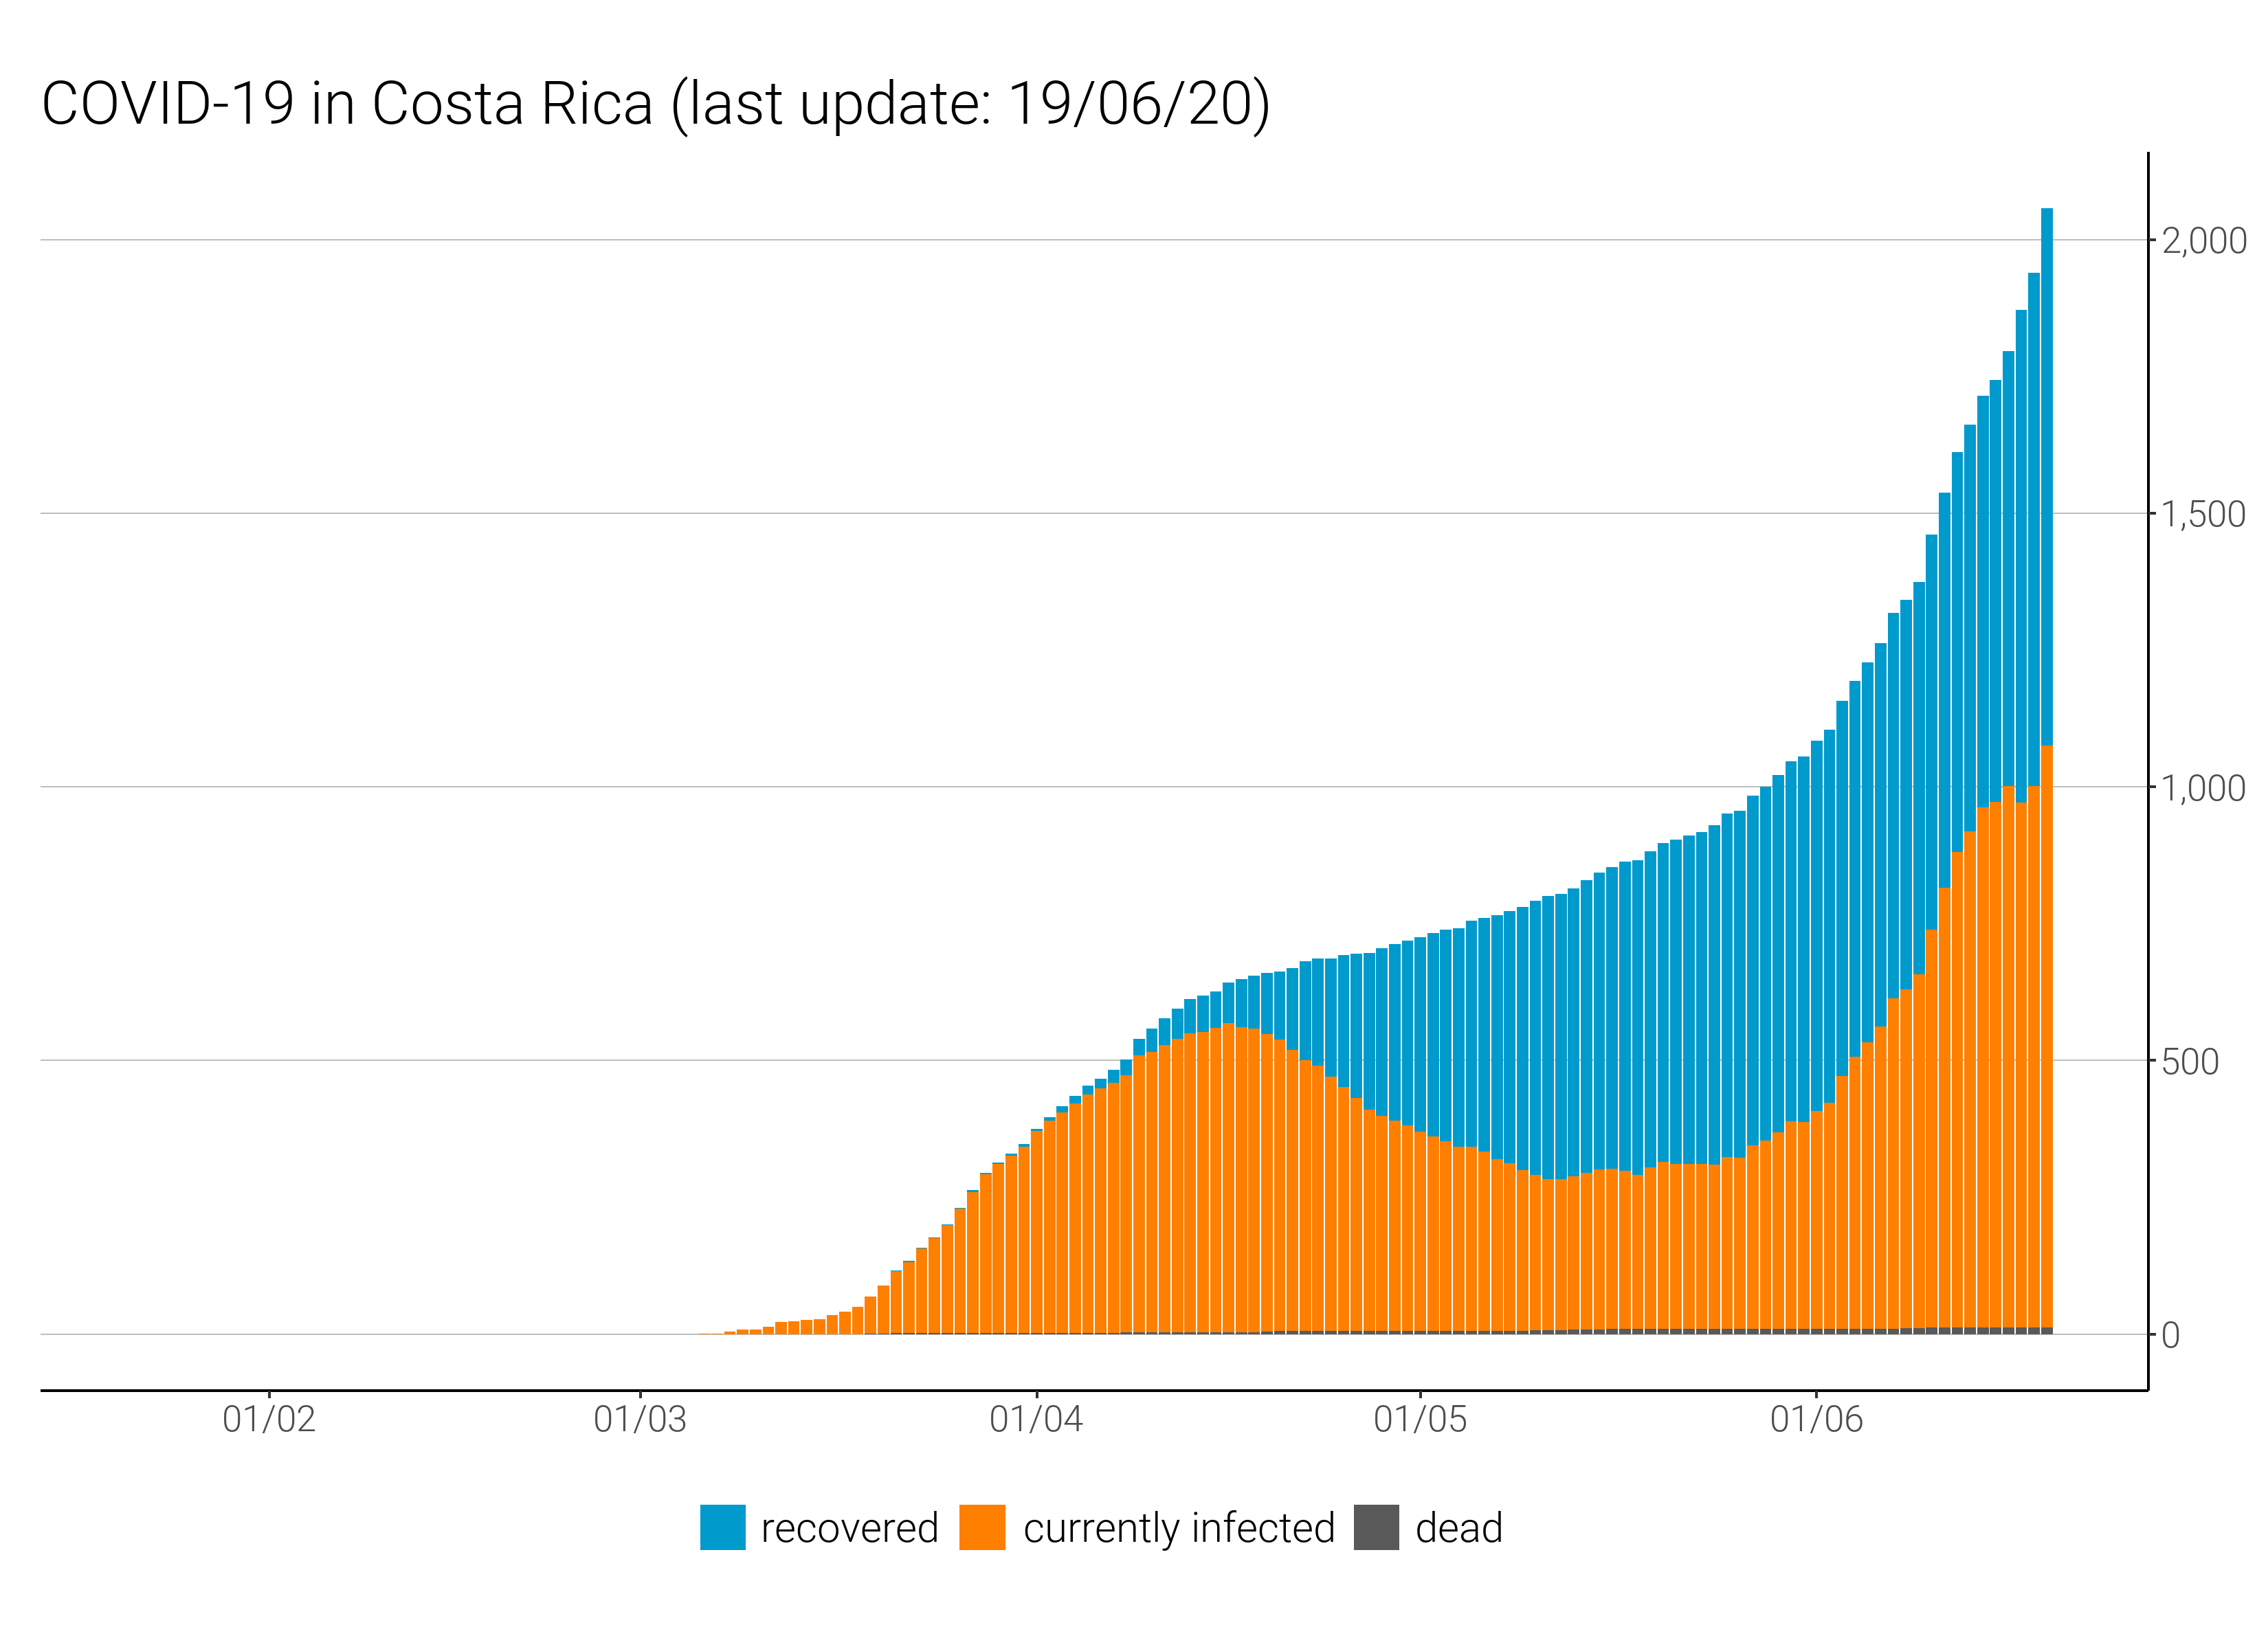 COVID-19 in Costa Rica (last update: 19/06/20)
2,000
1,500
1,000
500
0
01/02 01/03 01/04 01/05 01/06
recovered currently infected dead